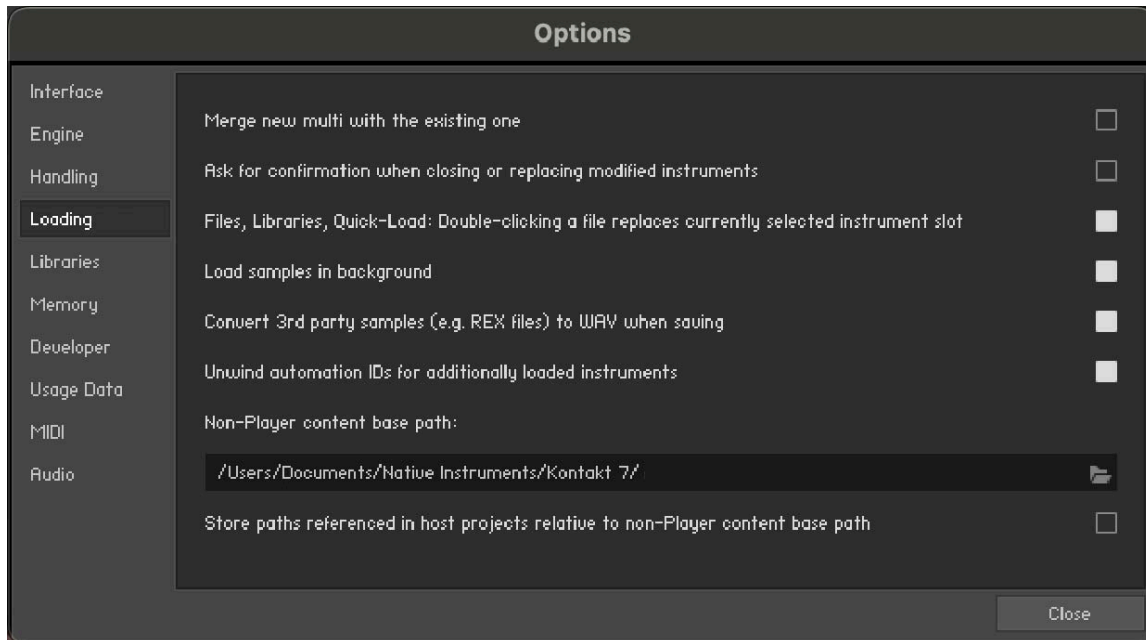 Options
Interface
Engine
Handling
Loading
Libraries
Memory
Developer
Usage Data
MIDI
Audio
Merge new multi with the existing one
Ask for confirmation when closing or replacing modified instruments
Files, Libraries, Quick-Load: Double-clicking a file replaces currently selected instrument slot
Load samples in background
Convert 3rd party samples (e.g. REX files) to WAV when saving
Unwind automation IDs for additionally loaded instruments
Non-Player content base path:
/Users/Documents/Native Instruments/Kontakt 7/
Store paths referenced in host projects relative to non-Player content base path
Close